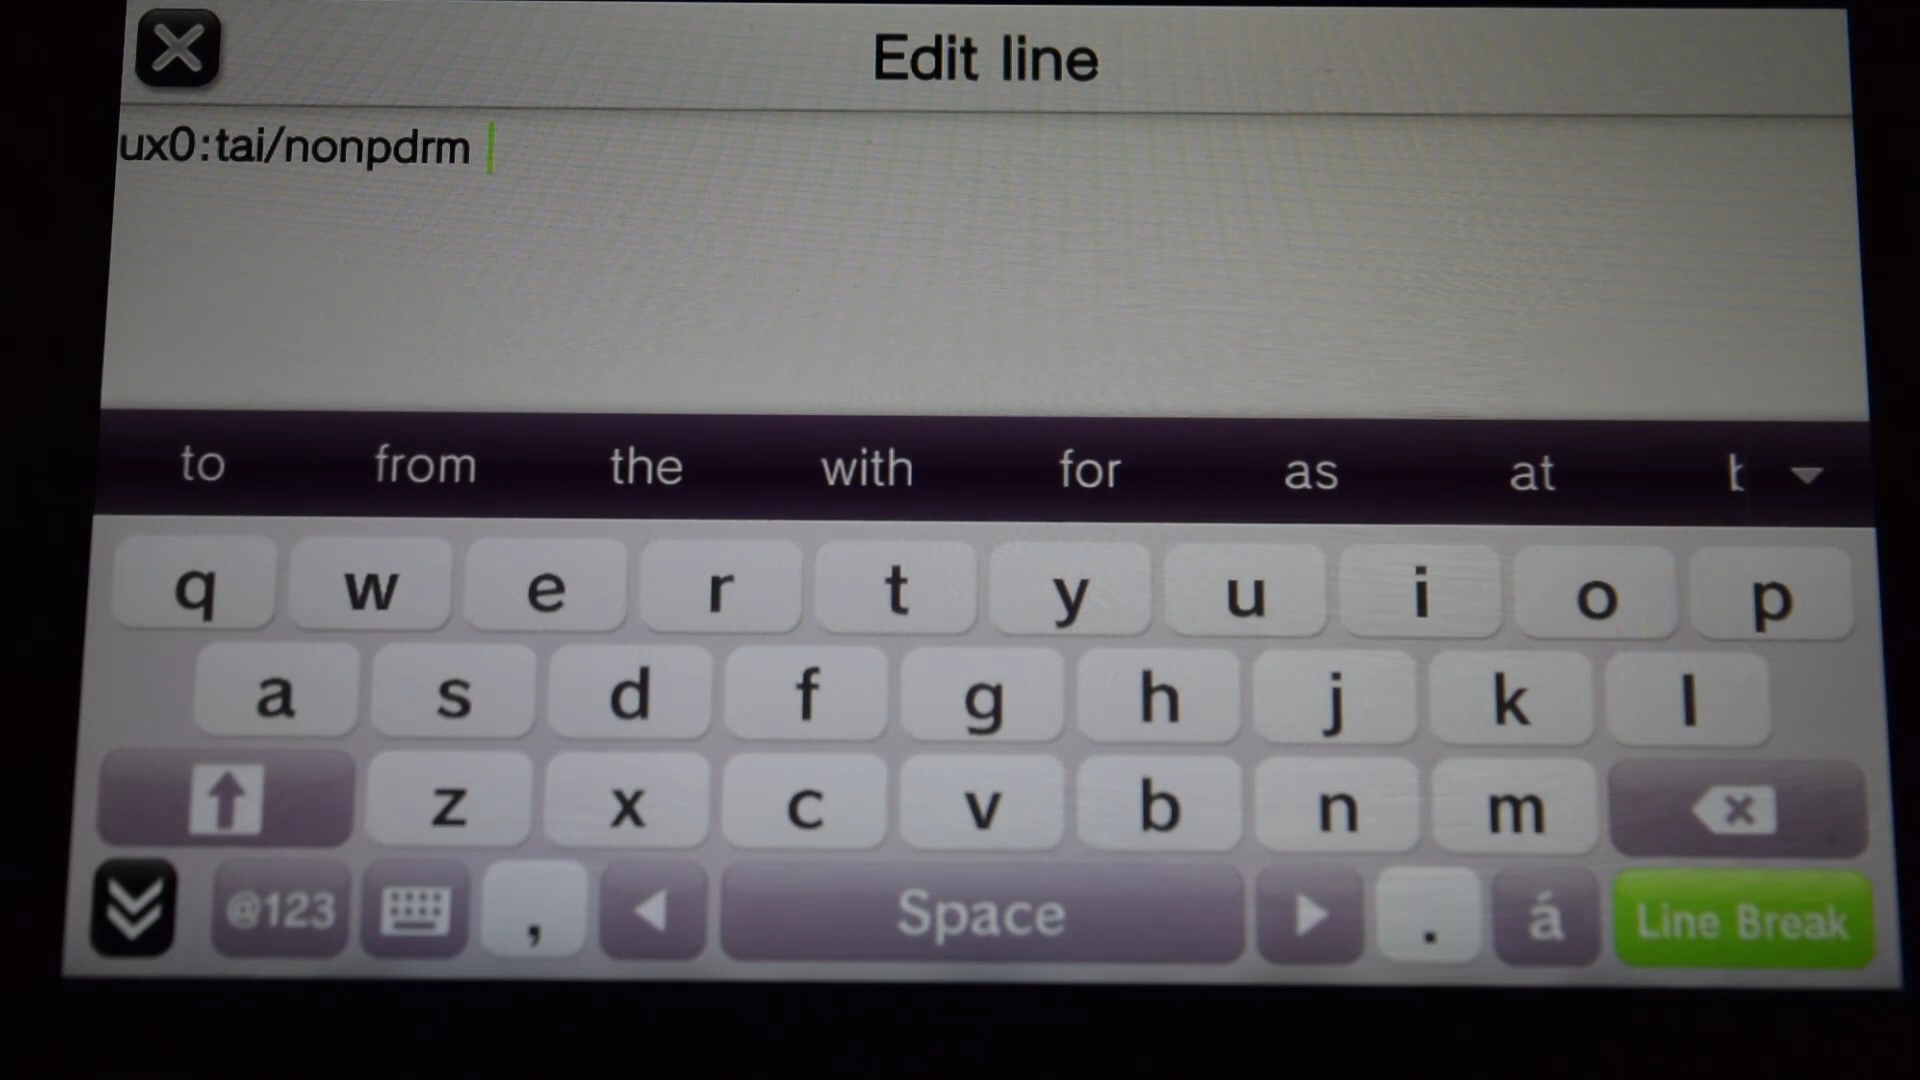 Edit line
ux0:tai/nonpdrm
to from the with for as at
q w e r t y u i o p
a s d f g h j k l
z x c v b n m
@123 , Space . á Line Break